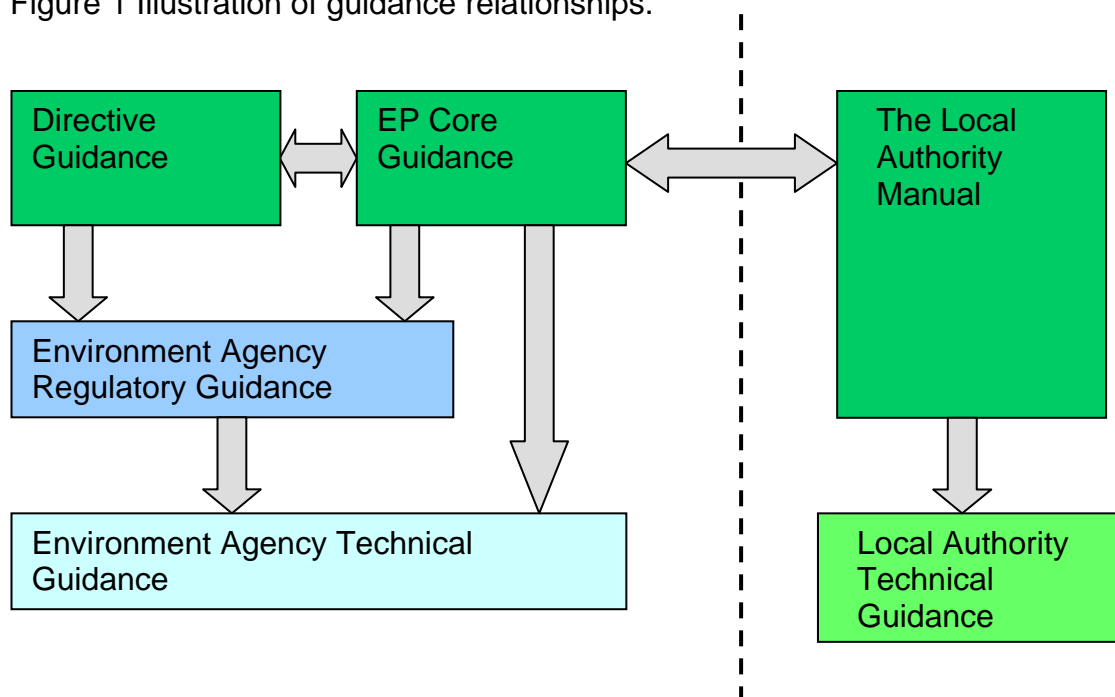 Figure 1 Illustration of guidance relationships.
Directive
Guidance
EP Core
Guidance
The Local
Authority
Manual
Environment Agency
Regulatory Guidance
Environment Agency Technical
Guidance
Local Authority
Technical
Guidance